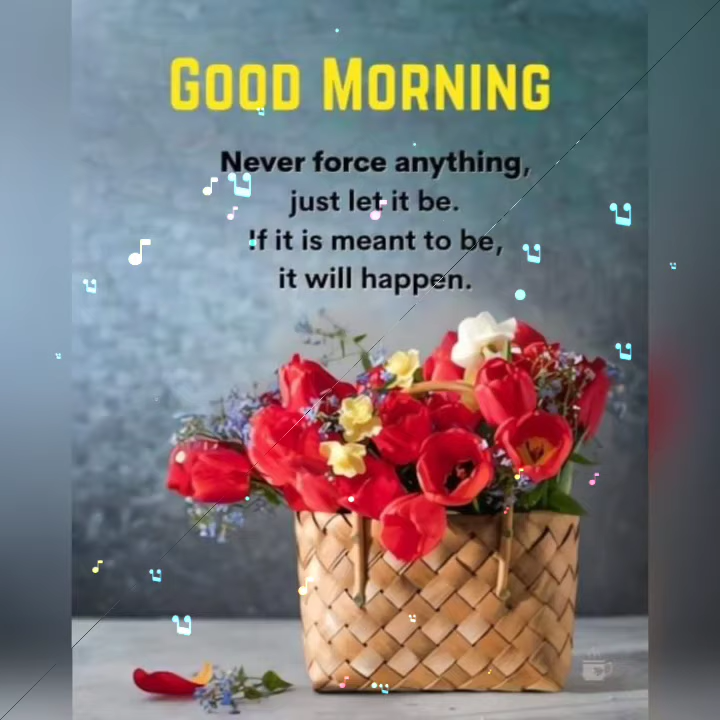 GOOD MORNING
Never force anything,
just let it be.
If it is meant to be,
it will happen.